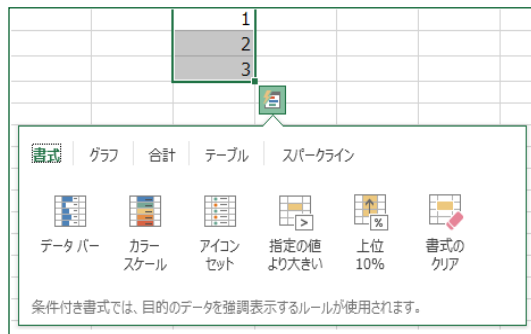 1
2
3
書式 グラフ 合計 テーブル スパークライン
データ バー カラー スケール アイコン セット 指定の値 より大きい 上位 10% 書式の クリア
条件付き書式では、目的のデータを強調表示するルールが使用されます。